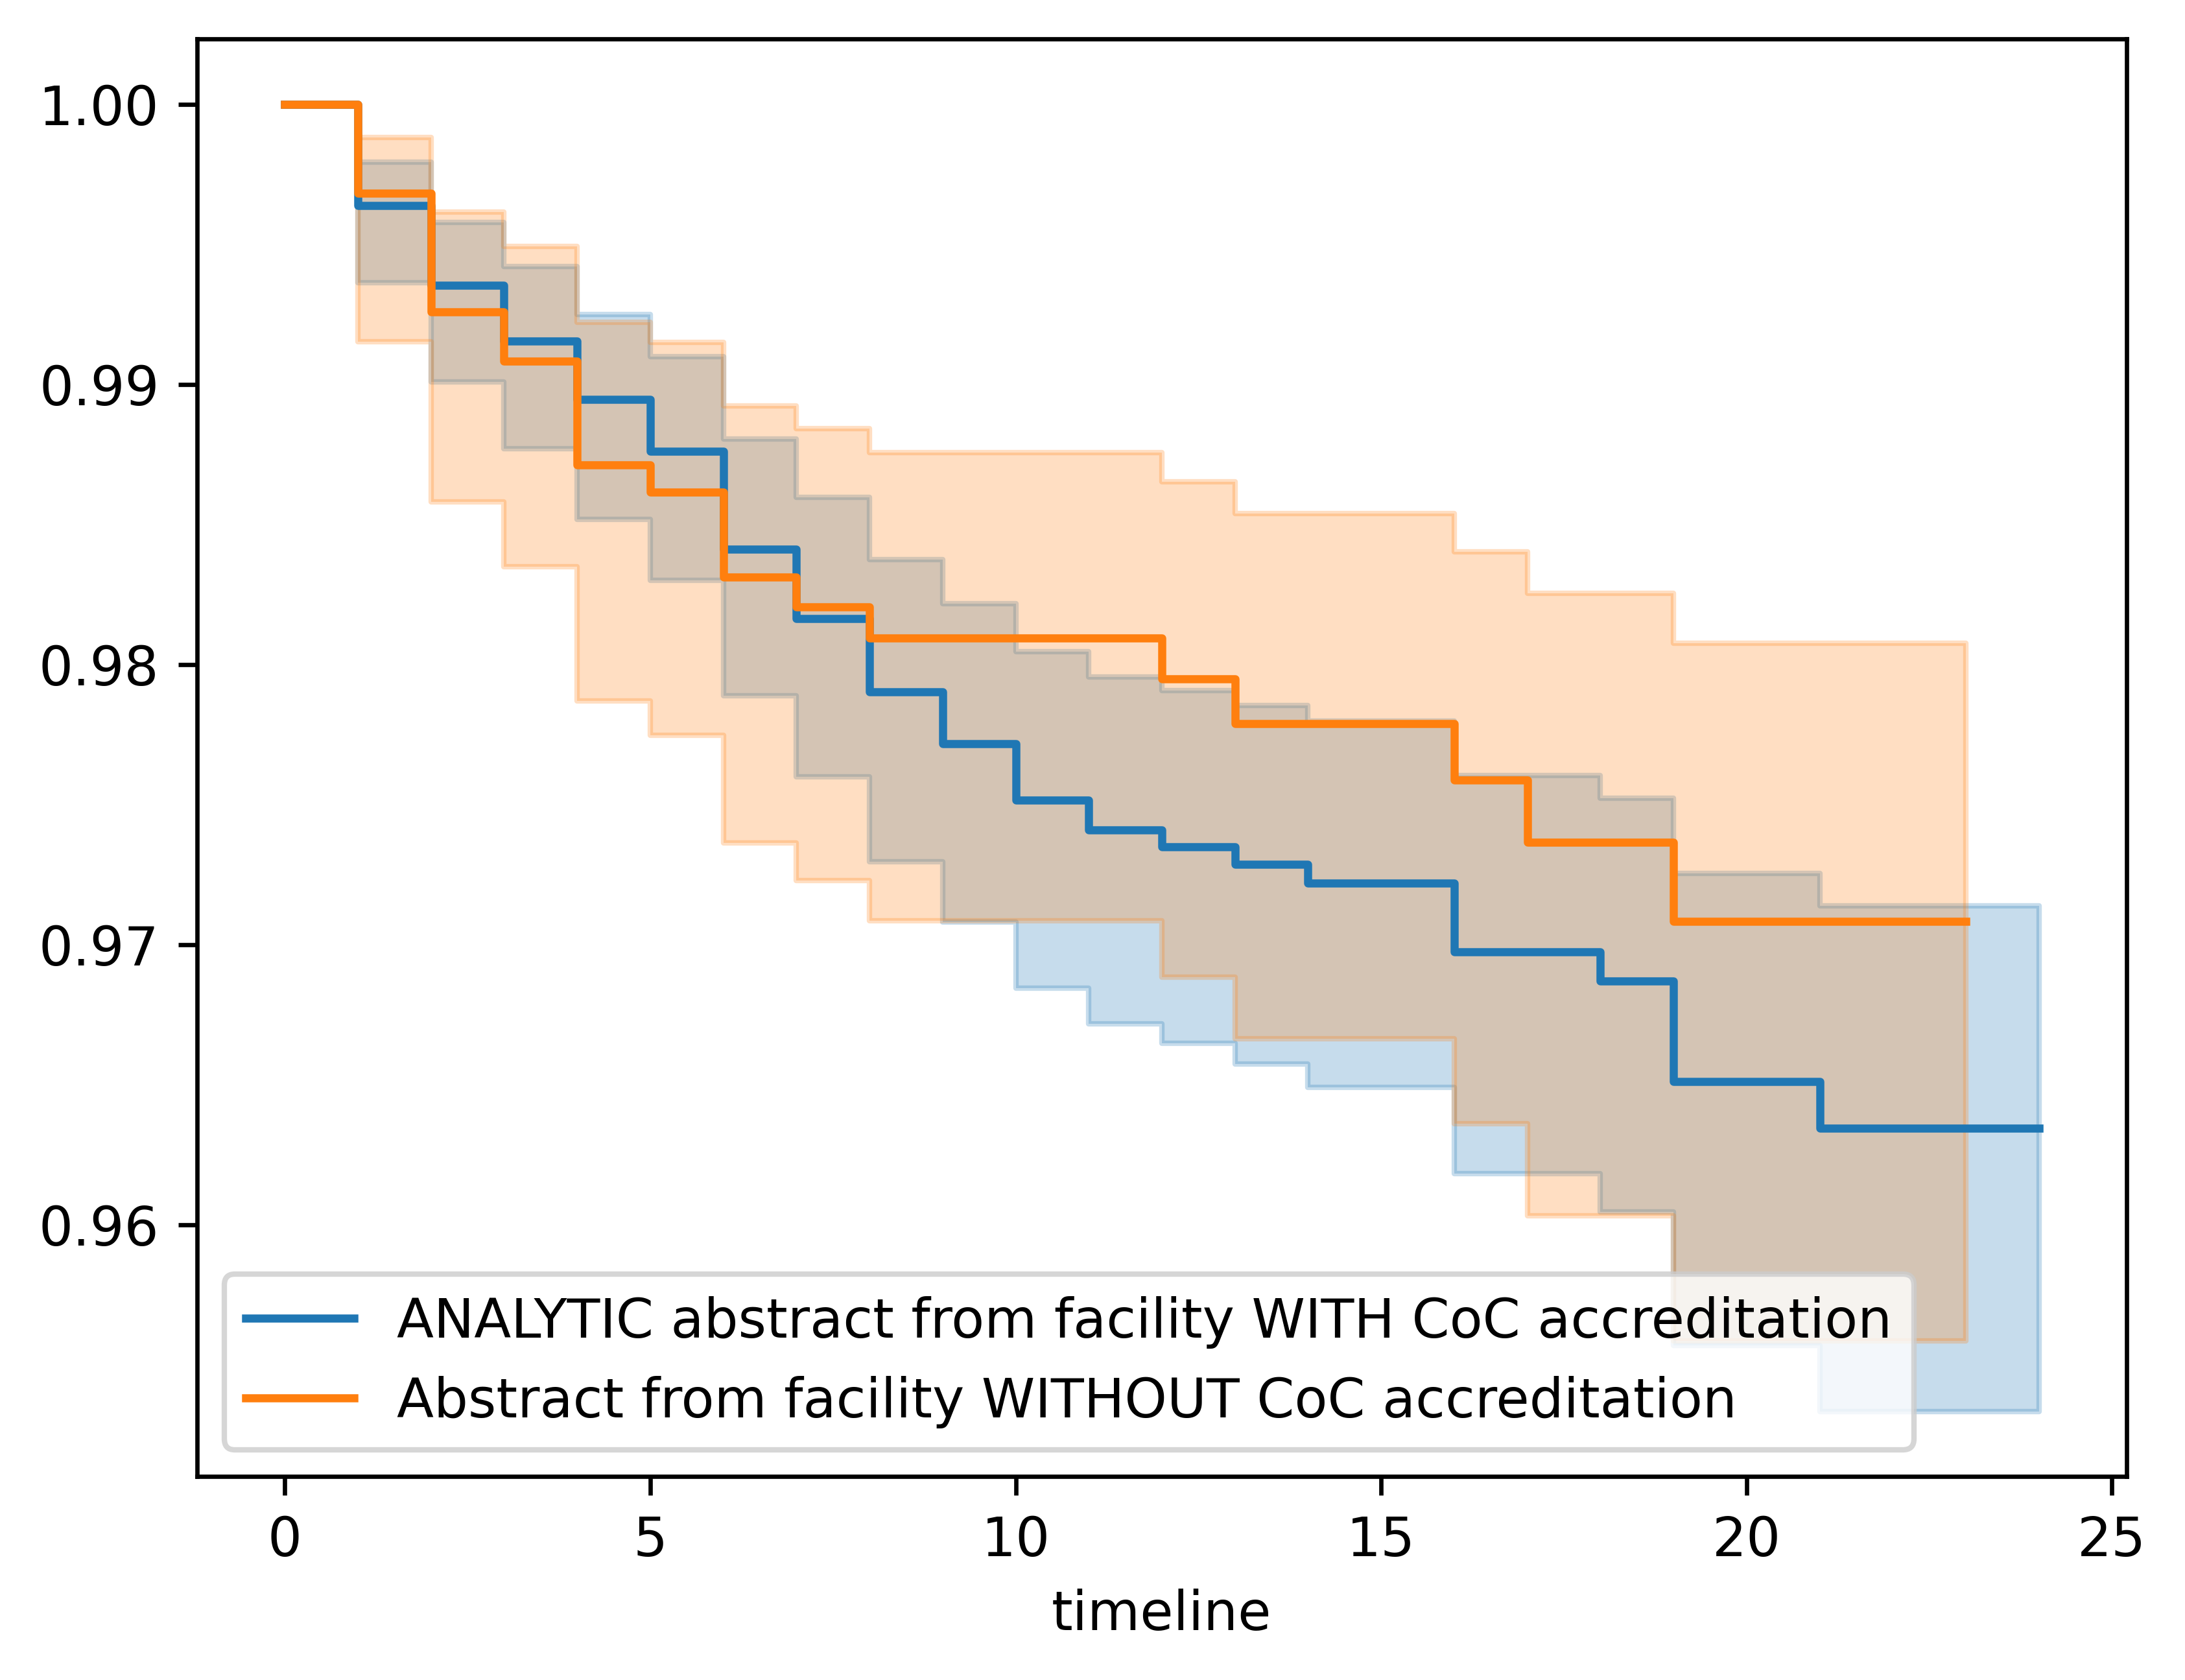 1.00
0.99
0.98
0.97
0.96
ANALYTIC abstract from facility WITH CoC accreditation
Abstract from facility WITHOUT CoC accreditation
0 5 10 15 20 25
timeline